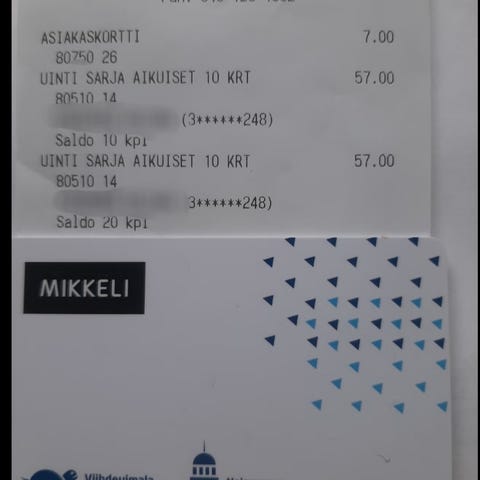 ASIAKASKORTTI 7.00
80750 26
UINTI SARJA AIKUISET 10 KRT 57.00
80510 14
(3******248)
Saldo 10 kpl
UINTI SARJA AIKUISET 10 KRT 57.00
80510 14
3******248)
Saldo 20 kpl
MIKKELI